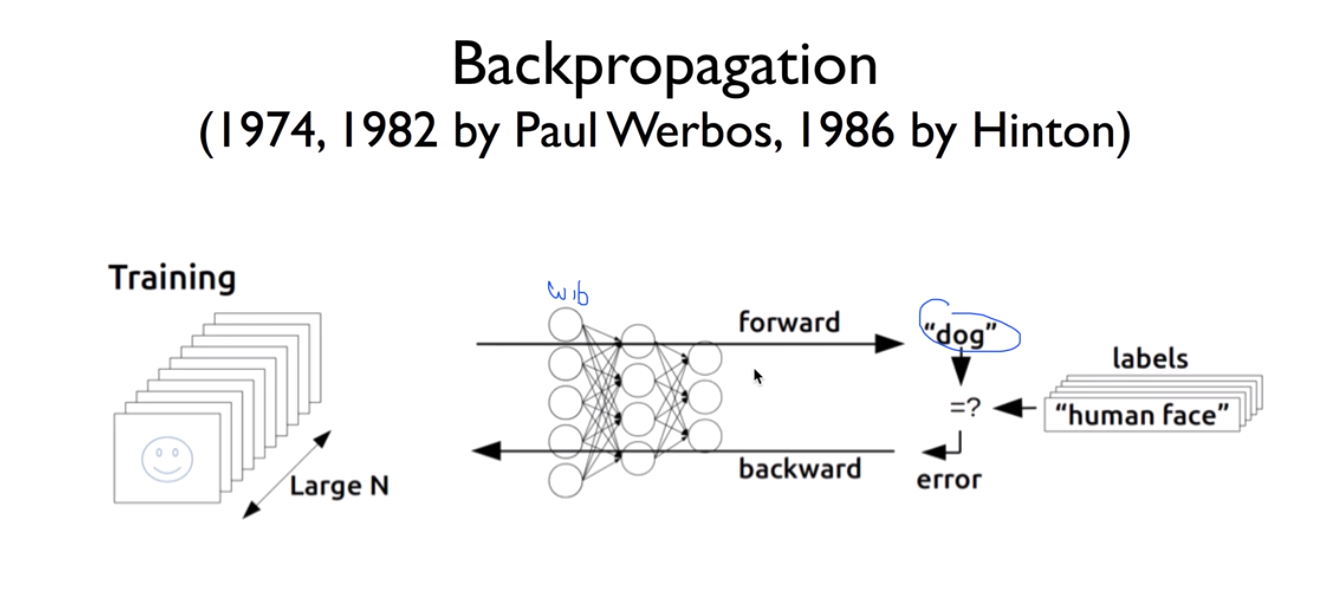 Backpropagation
(1974, 1982 by Paul Werbos, 1986 by Hinton)
Training
Large N
w,b
forward
backward
"dog"
=?
error
labels
"human face"